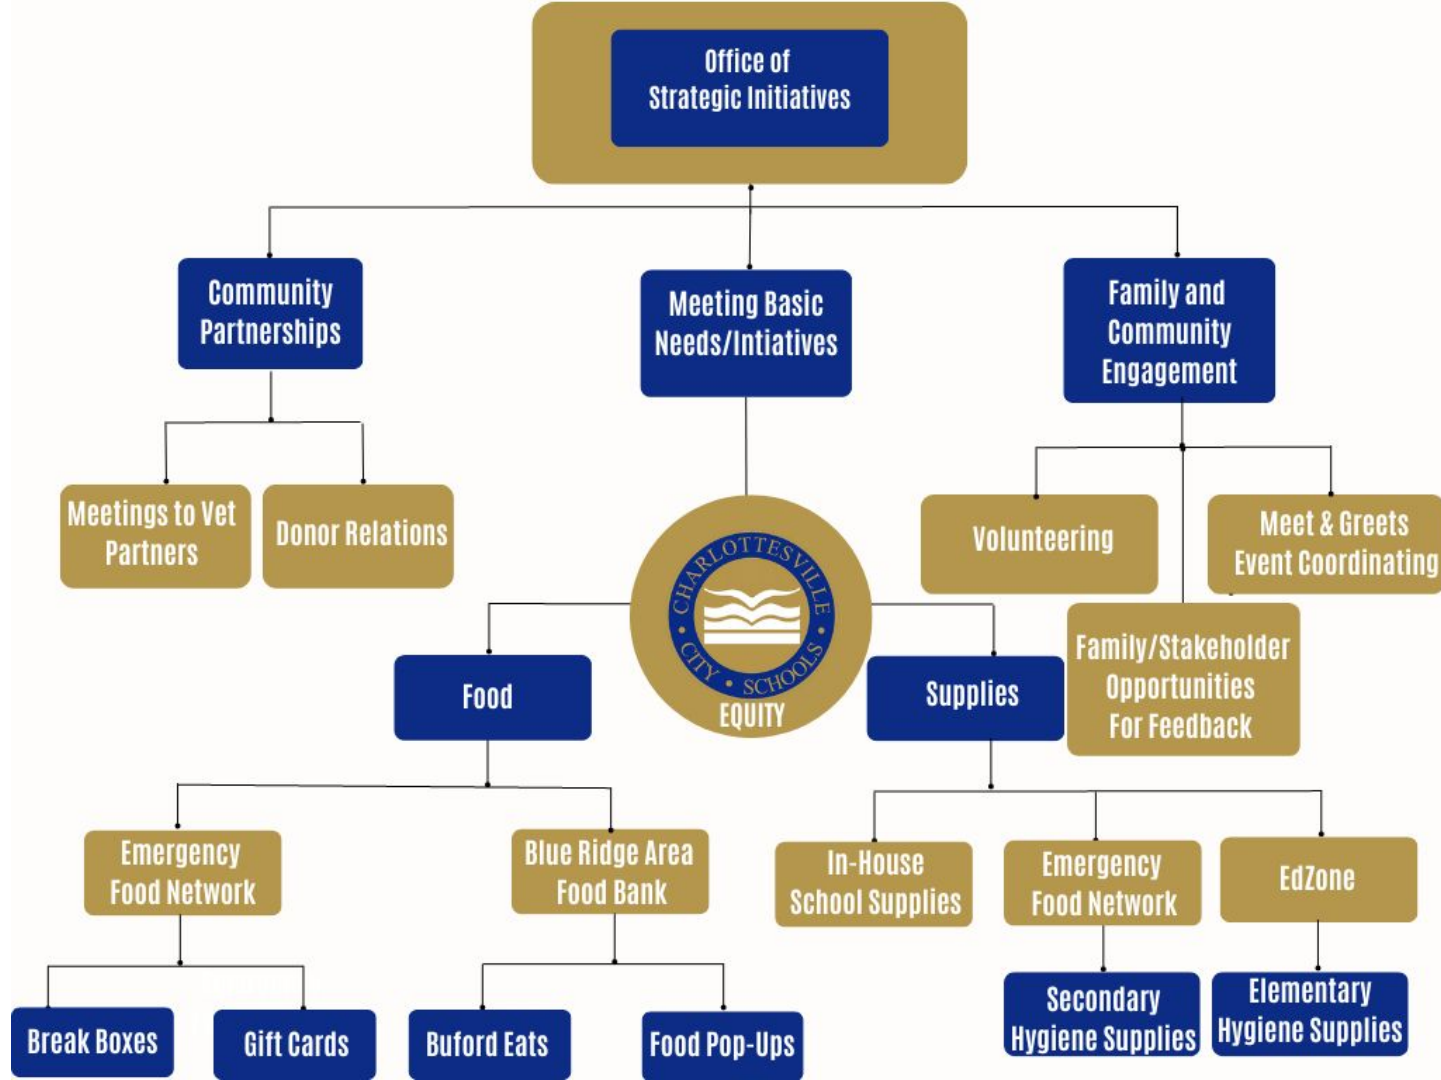 Office of
Strategic Initiatives
Community
Partnerships
Meeting Basic
Needs/Intiatives
Family and
Community
Engagement
Meetings to Vet
Partners
Donor Relations
Volunteering
Meet & Greets
Event Coordinating
CHARLOTTESVILLE
• CITY • SCHOOLS •
EQUITY
Family/Stakeholder
Opportunities
For Feedback
Food
Supplies
Emergency
Food Network
Blue Ridge Area
Food Bank
In-House
School Supplies
Emergency
Food Network
EdZone
Break Boxes
Gift Cards
Buford Eats
Food Pop-Ups
Secondary
Hygiene Supplies
Elementary
Hygiene Supplies